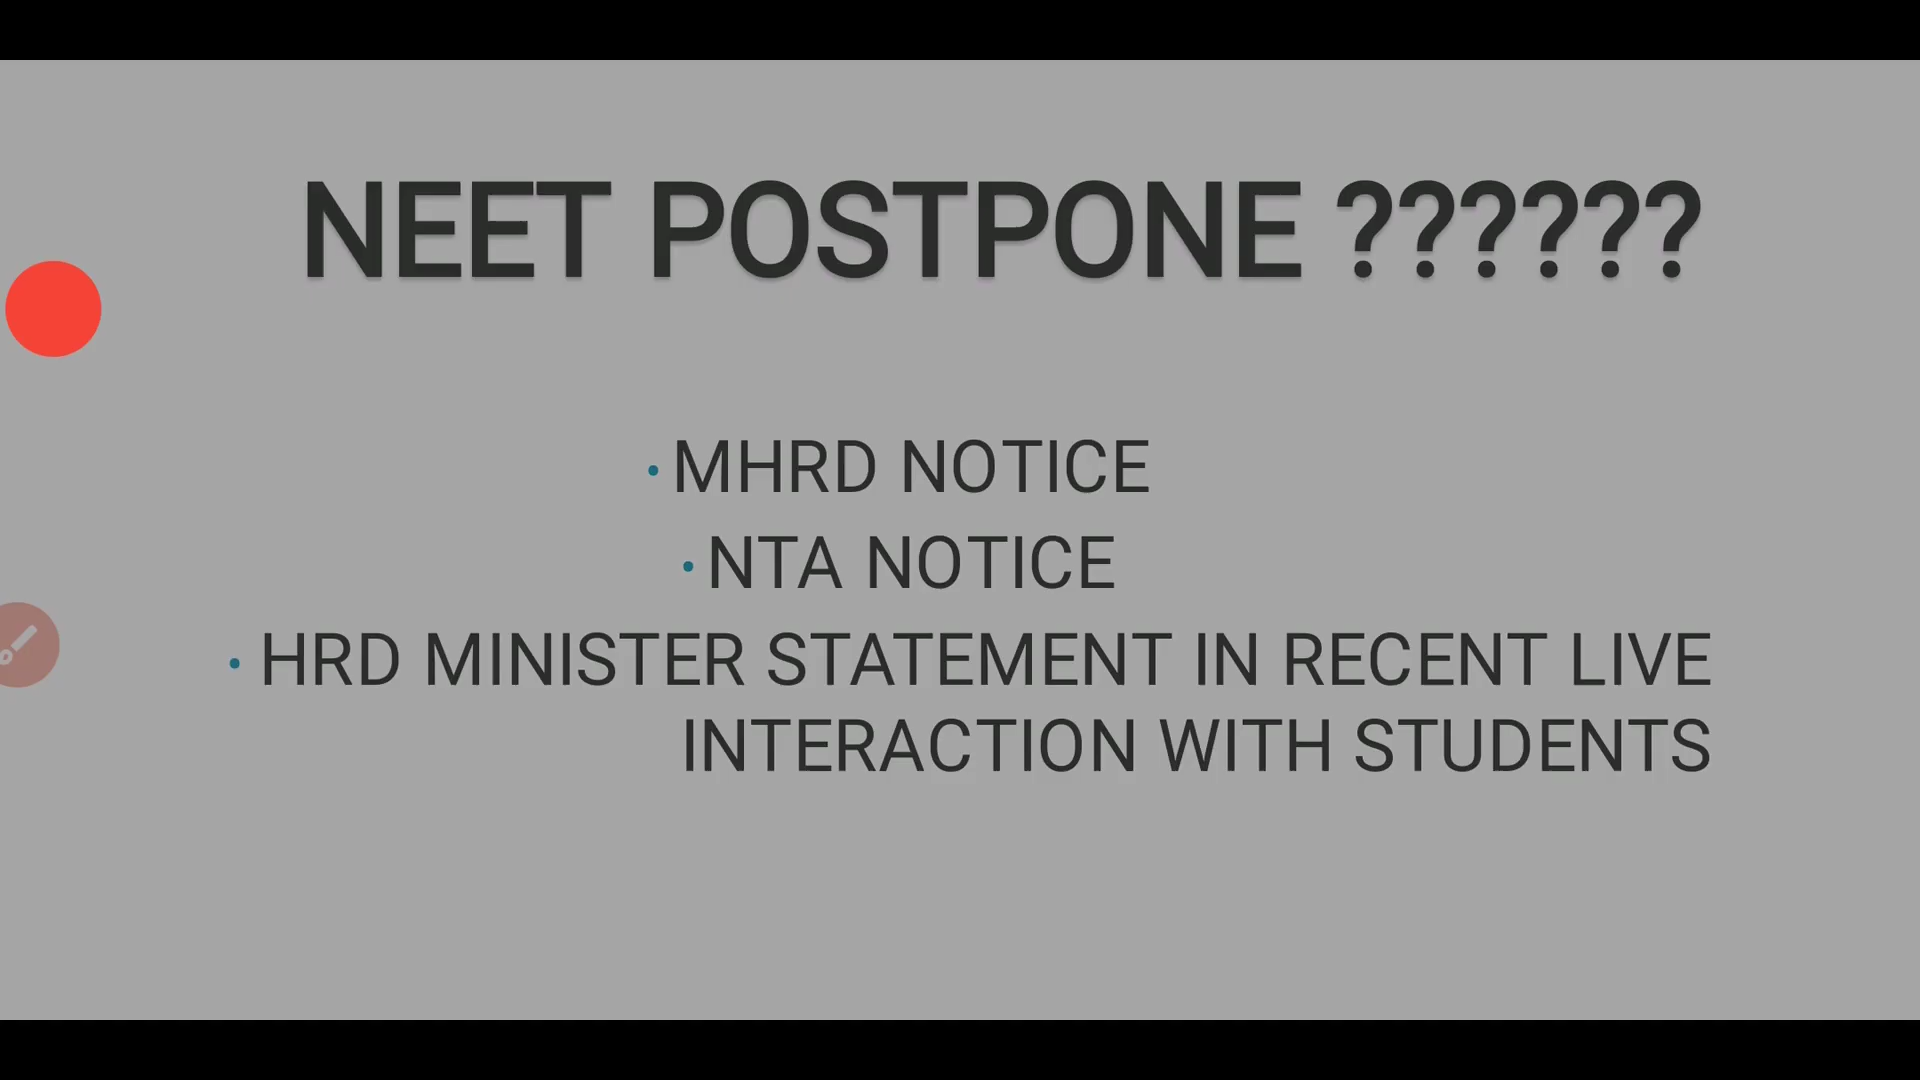 NEET POSTPONE ??????
• MHRD NOTICE
• NTA NOTICE
• HRD MINISTER STATEMENT IN RECENT LIVE
INTERACTION WITH STUDENTS